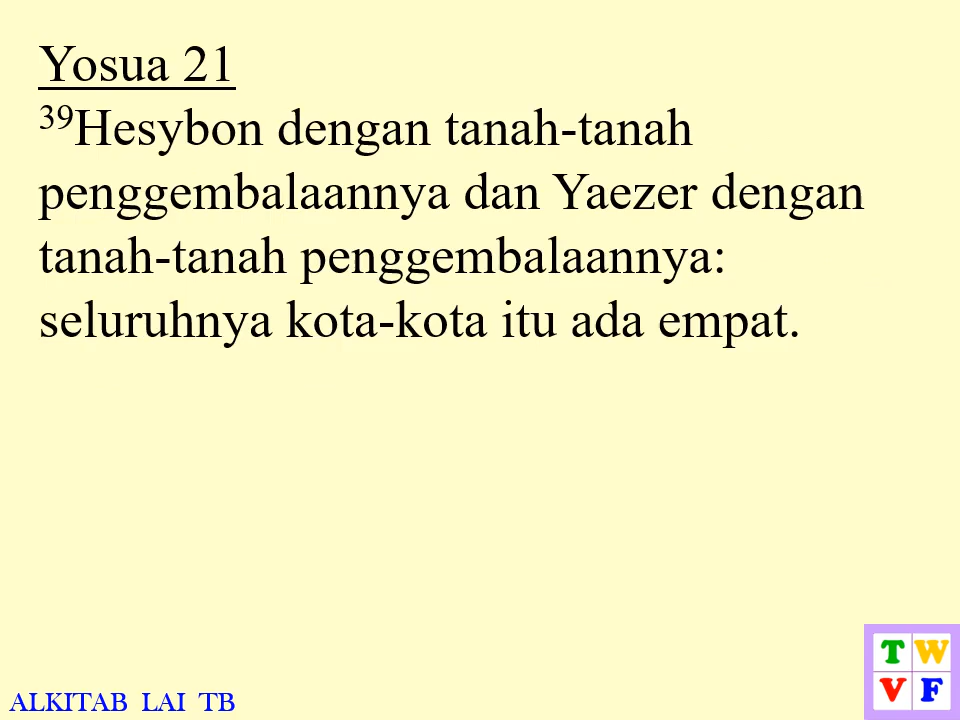 Yosua 21
39Hesybon dengan tanah-tanah
penggembalaannya dan Yaezer dengan
tanah-tanah penggembalaannya:
seluruhnya kota-kota itu ada empat.
T W
V F
ALKITAB LAI TB